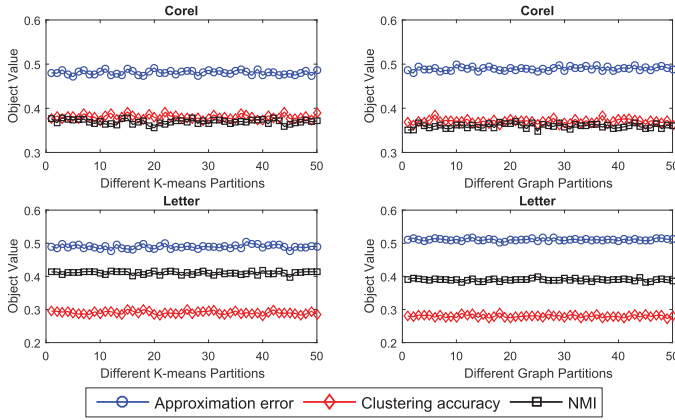 Corel
0.6
0.5
0.4
0.3
Object Value
0 10 20 30 40 50
Different K-means Partitions
Corel
0.6
0.5
0.4
0.3
Object Value
0 10 20 30 40 50
Different Graph Partitions
Letter
0.6
0.5
0.4
0.3
0.2
Object Value
0 10 20 30 40 50
Different K-means Partitions
Letter
0.6
0.5
0.4
0.3
0.2
Object Value
0 10 20 30 40 50
Different Graph Partitions
Approximation error Clustering accuracy NMI